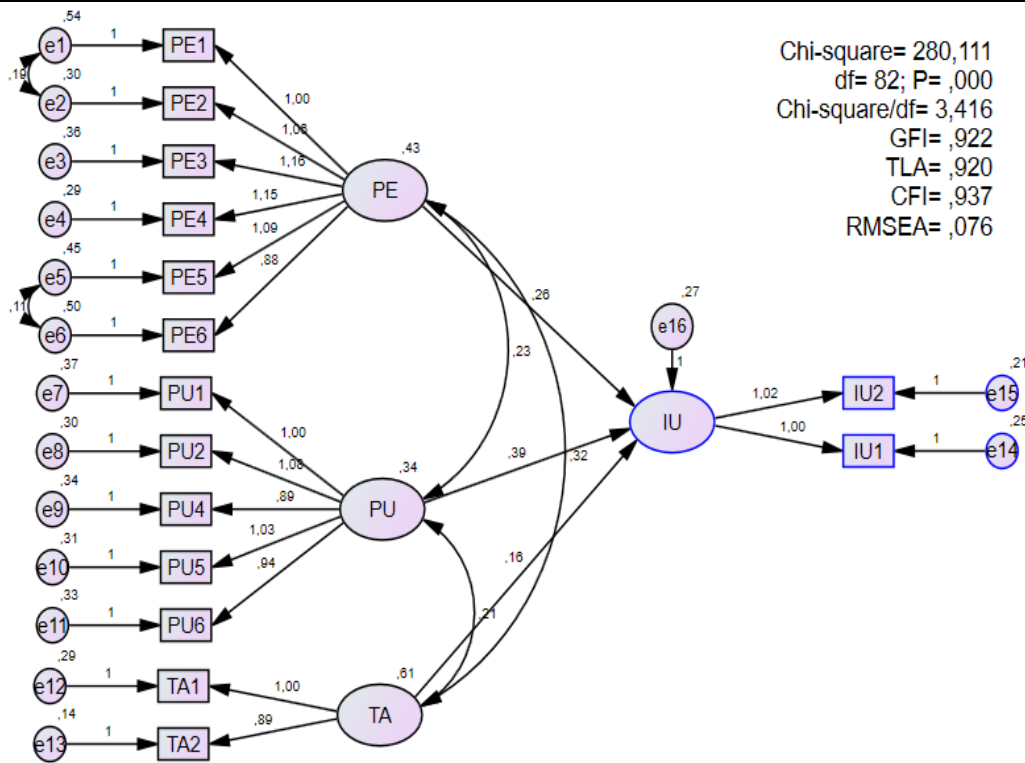 Chi-square= 280,111
df= 82; P= ,000
Chi-square/df= 3,416
GFI= ,922
TLA= ,920
CFI= ,937
RMSEA= ,076
,54
e1 1 PE1
,19
,30
e2 1 PE2
,36
e3 1 PE3
,29
e4 1 PE4
,45
e5 1 PE5
,11
,50
e6 1 PE6
,37
e7 1 PU1
,30
e8 1 PU2
,34
e9 1 PU4
,31
e10 1 PU5
,33
e11 1 PU6
,29
e12 1 TA1
,14
e13 1 TA2
1,00
1,06
1,16
1,15
1,09
,88
,43
PE
1,00
1,08
,89
1,03
,94
,34
PU
1,00
,89
,61
TA
,26
,23
,39
,32
,16
,21
,27
e16
1
IU
1,02
IU2 1 e15
,21
1,00
IU1 1 e14
,25